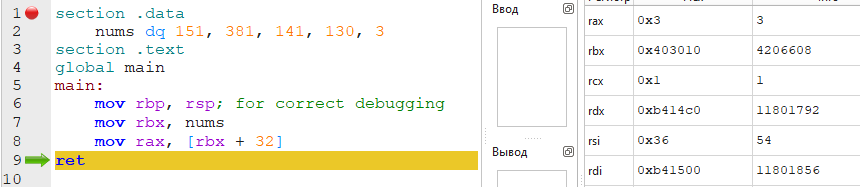 1 section .data
2 nums dq 151, 381, 141, 130, 3
3 section .text
4 global main
5 main:
6 mov rbp, rsp; for correct debugging
7 mov rbx, nums
8 mov rax, [rbx + 32]
9 ret
10
Ввод
Вывод
rax 0x3 3
rbx 0x403010 4206608
rcx 0x1 1
rdx 0xb414c0 11801792
rsi 0x36 54
rdi 0xb41500 11801856